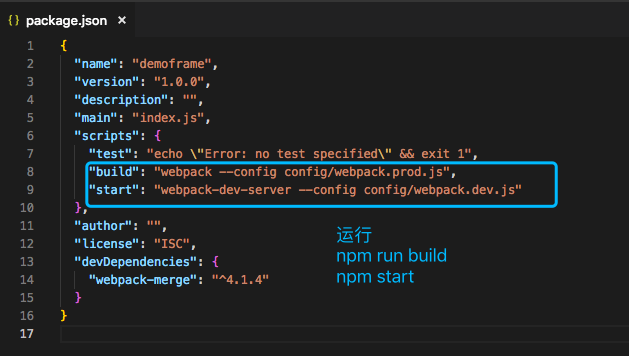 {} package.json ×
1 {
2 "name": "demoframe",
3 "version": "1.0.0",
4 "description": "",
5 "main": "index.js",
6 "scripts": {
7 "test": "echo \"Error: no test specified\" && exit 1",
8 "build": "webpack --config config/webpack.prod.js",
9 "start": "webpack-dev-server --config config/webpack.dev.js"
10 },
11 "author": "",
12 "license": "ISC",
13 "devDependencies": {
14 "webpack-merge": "^4.1.4"
15 }
16 }
17
运行
npm run build
npm start